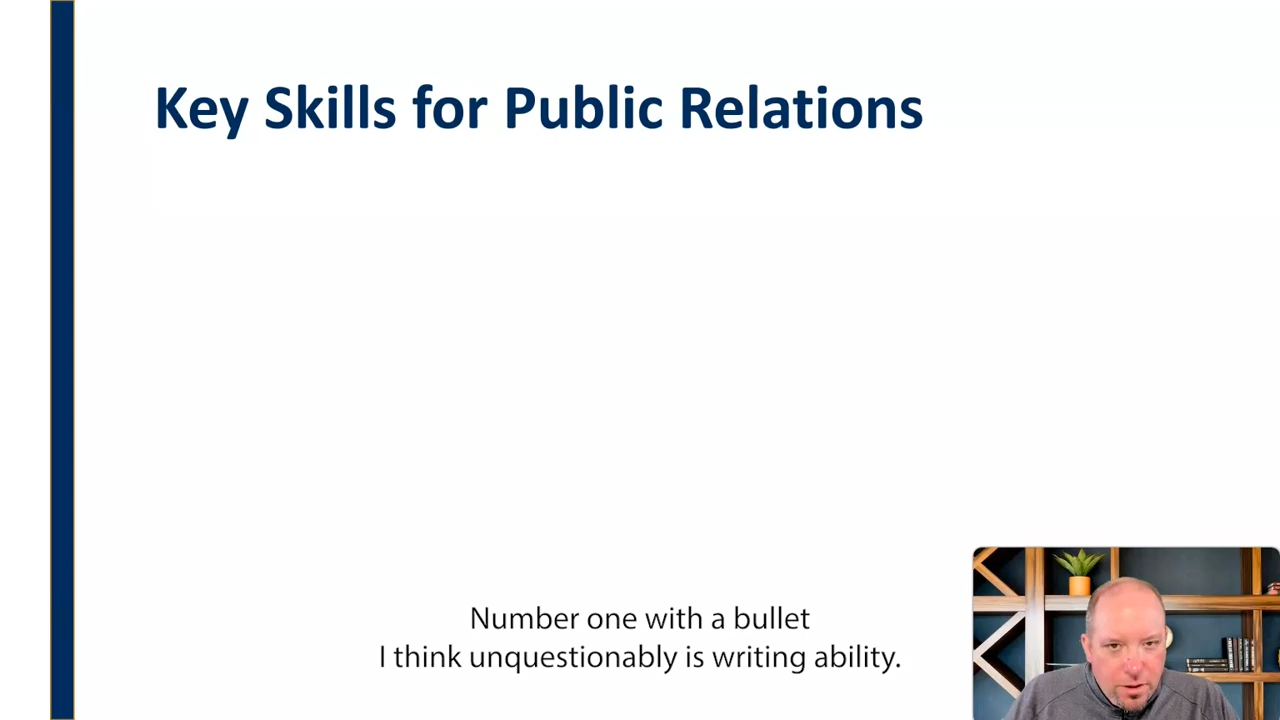 Key Skills for Public Relations
Number one with a bullet
I think unquestionably is writing ability.